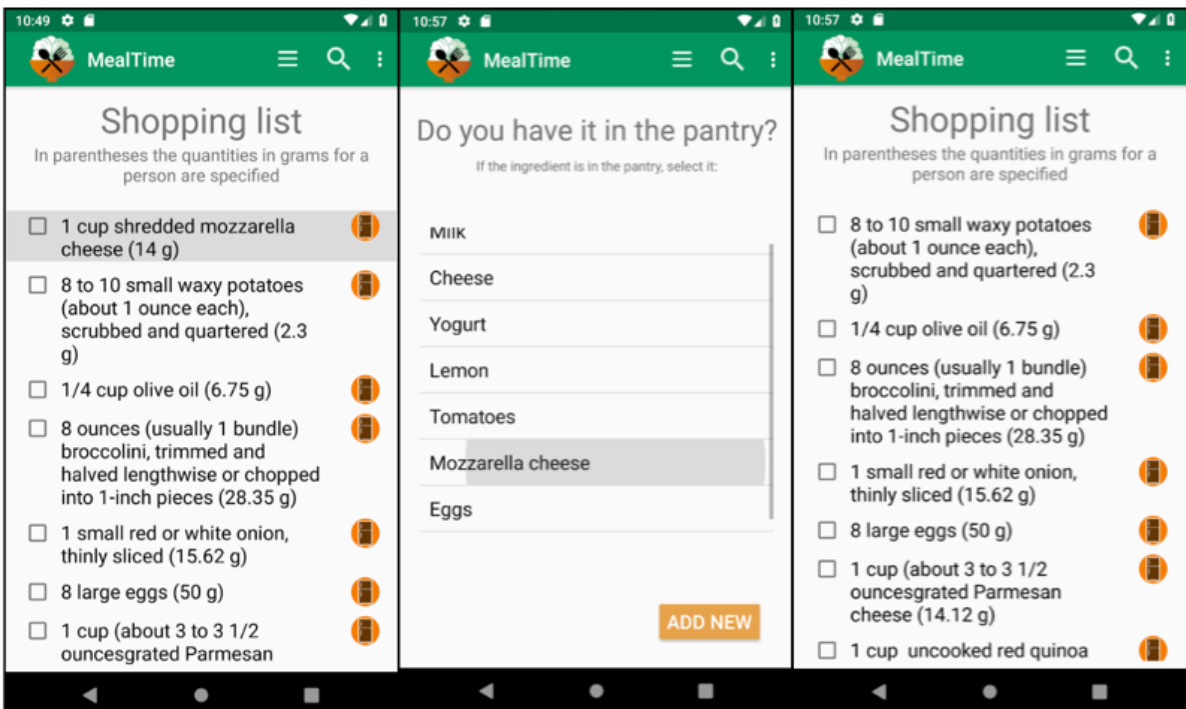 10:49
MealTime
Shopping list
In parentheses the quantities in grams for a
person are specified
1 cup shredded mozzarella
cheese (14 g)
8 to 10 small waxy potatoes
(about 1 ounce each),
scrubbed and quartered (2.3
g)
1/4 cup olive oil (6.75 g)
8 ounces (usually 1 bundle)
broccolini, trimmed and
halved lengthwise or chopped
into 1-inch pieces (28.35 g)
1 small red or white onion,
thinly sliced (15.62 g)
8 large eggs (50 g)
1 cup (about 3 to 3 1/2
ouncesgrated Parmesan
10:57
MealTime
Do you have it in the pantry?
If the ingredient is in the pantry, select it:
Milk
Cheese
Yogurt
Lemon
Tomatoes
Mozzarella cheese
Eggs
ADD NEW
10:57
MealTime
Shopping list
In parentheses the quantities in grams for a
person are specified
8 to 10 small waxy potatoes
(about 1 ounce each),
scrubbed and quartered (2.3
g)
1/4 cup olive oil (6.75 g)
8 ounces (usually 1 bundle)
broccolini, trimmed and
halved lengthwise or chopped
into 1-inch pieces (28.35 g)
1 small red or white onion,
thinly sliced (15.62 g)
8 large eggs (50 g)
1 cup (about 3 to 3 1/2
ouncesgrated Parmesan
cheese (14.12 g)
1 cup  uncooked red quinoa